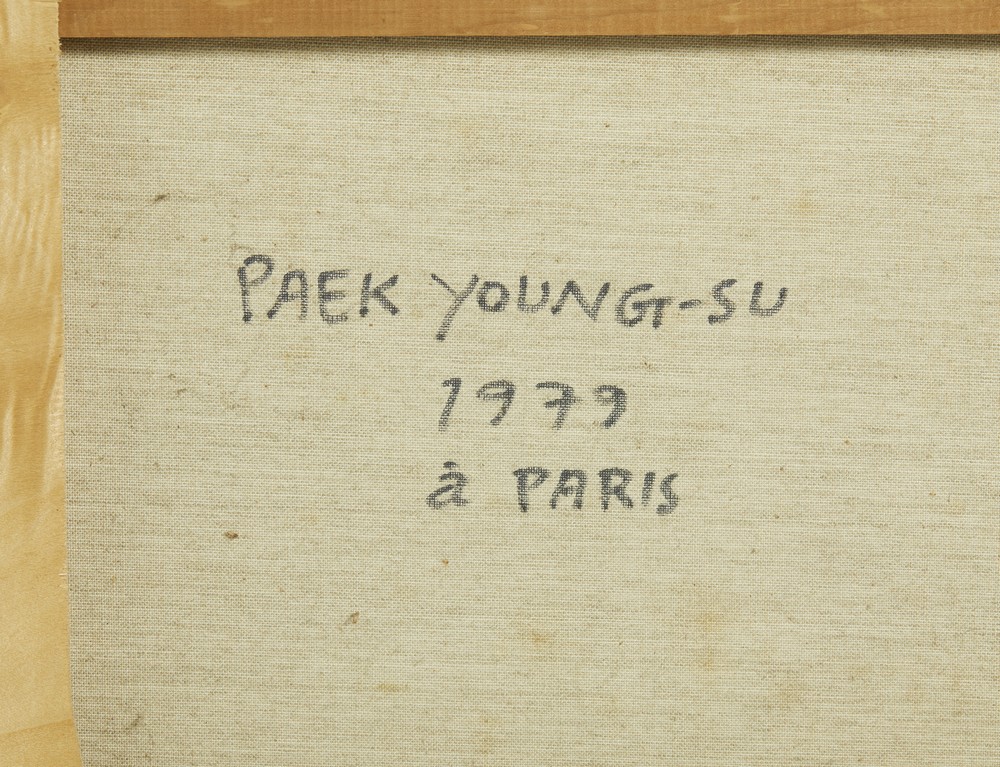 PAEK YOUNG-SU
1979
à PARIS